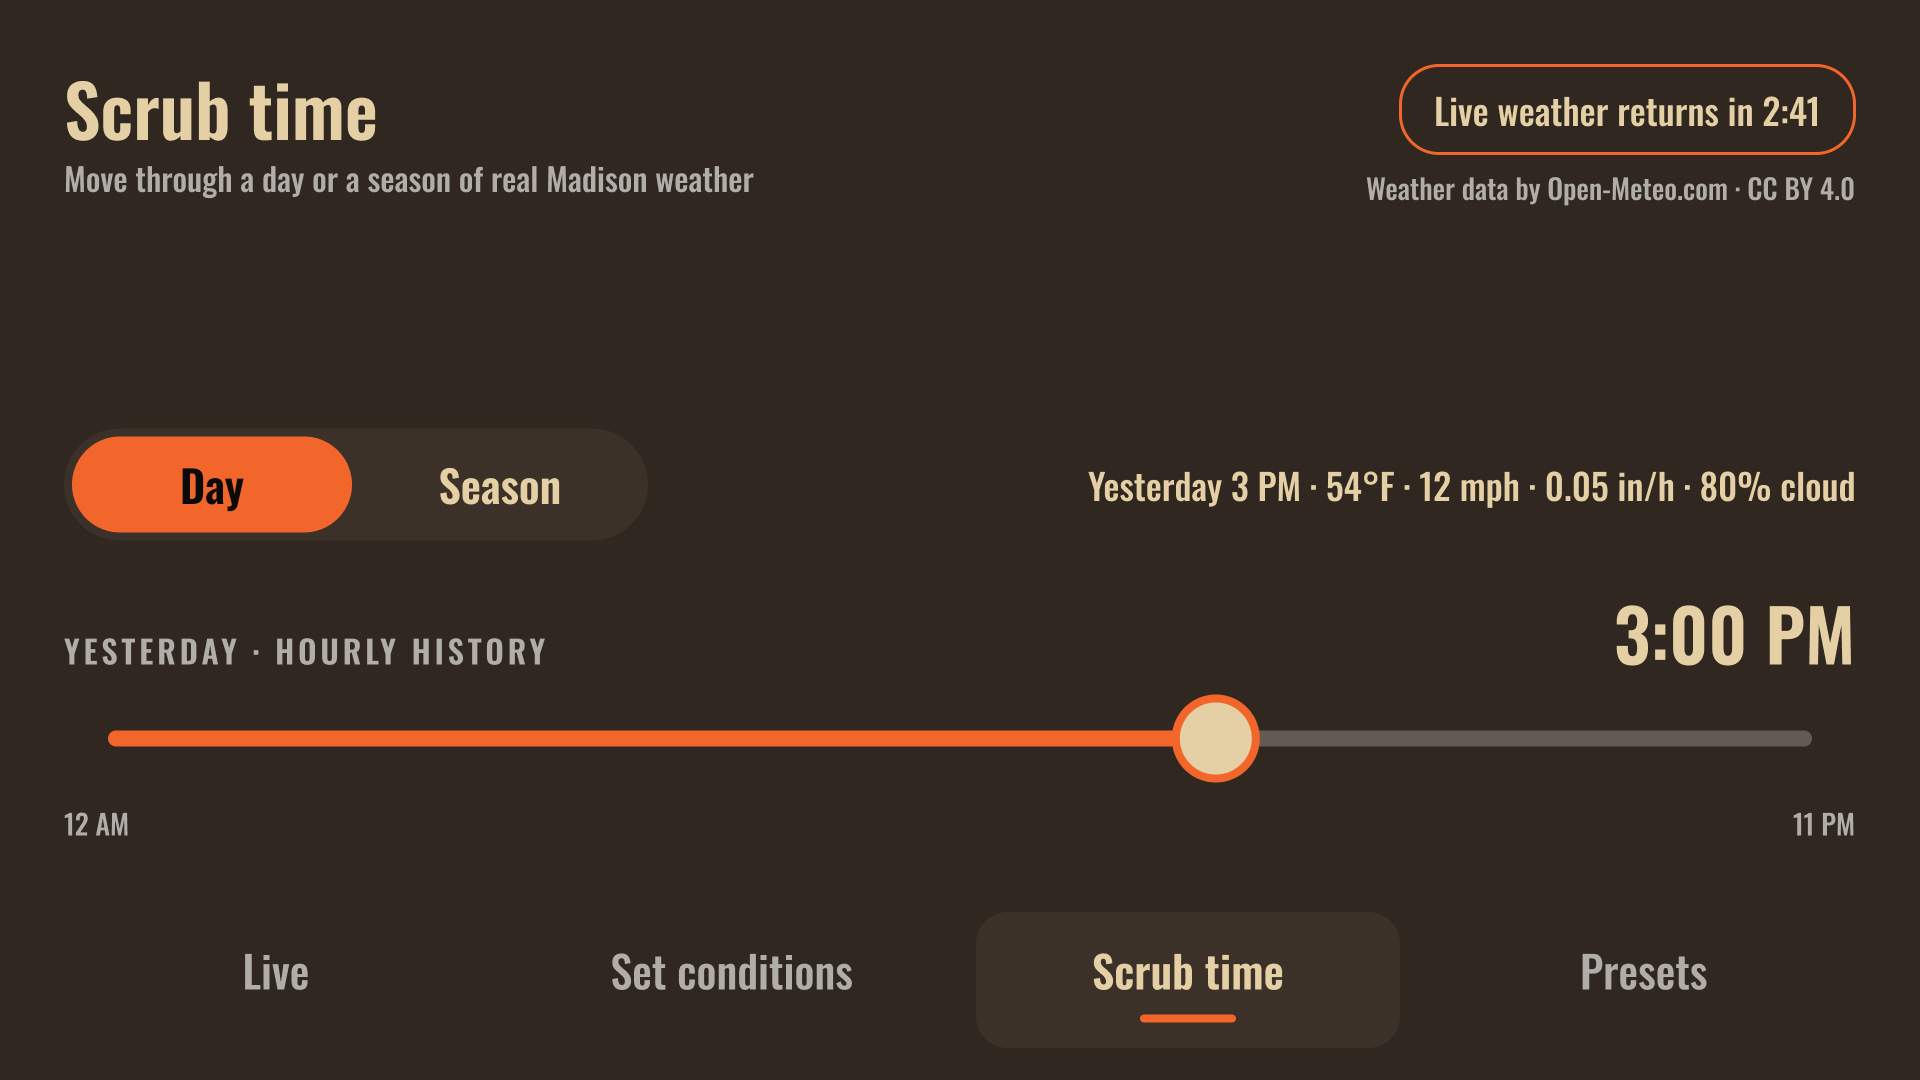 Scrub time
Move through a day or a season of real Madison weather
Live weather returns in 2:41
Weather data by Open-Meteo.com · CC BY 4.0
Day
Season
Yesterday 3 PM · 54°F · 12 mph · 0.05 in/h · 80% cloud
YESTERDAY · HOURLY HISTORY
3:00 PM
12 AM
11 PM
Live
Set conditions
Scrub time
Presets